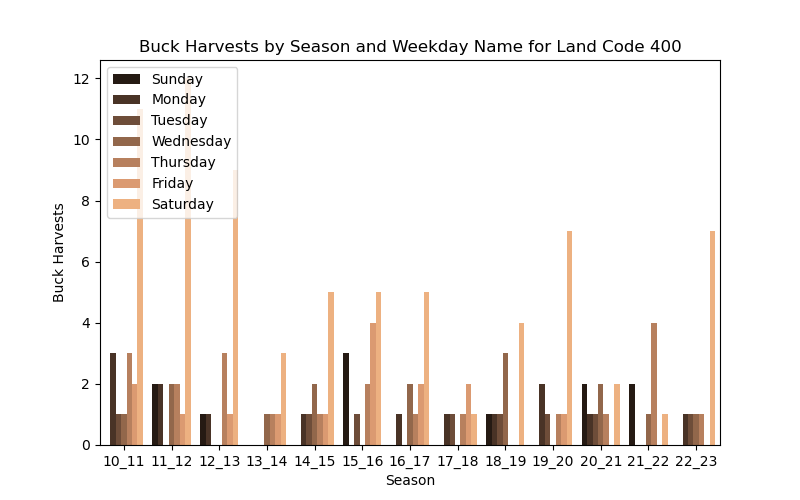 Buck Harvests by Season and Weekday Name for Land Code 400
Sunday
Monday
Tuesday
Wednesday
Thursday
Friday
Saturday
12
10
8
6
4
2
0
Buck Harvests
10_11 11_12 12_13 13_14 14_15 15_16 16_17 17_18 18_19 19_20 20_21 21_22 22_23
Season